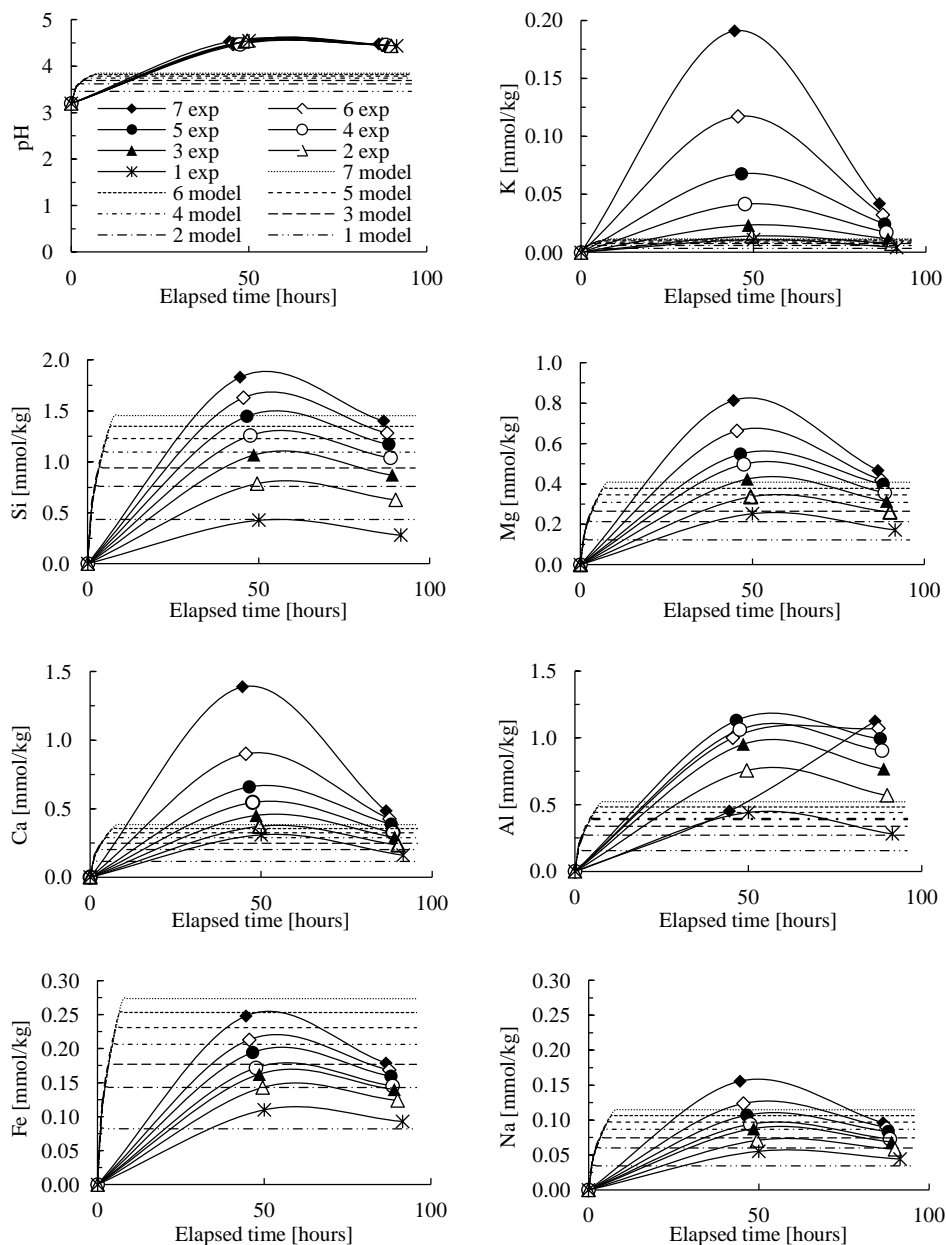 5
4
3
2
1
0
pH
7 exp
6 exp
5 exp
4 exp
3 exp
2 exp
1 exp
7 model
6 model
5 model
4 model
3 model
2 model
1 model
0
50
100
Elapsed time [hours]
0.20
0.15
0.10
0.05
0.00
K [mmol/kg]
0
50
100
Elapsed time [hours]
2.0
1.5
1.0
0.5
0.0
Si [mmol/kg]
0
50
100
Elapsed time [hours]
1.0
0.8
0.6
0.4
0.2
0.0
Mg [mmol/kg]
0
50
100
Elapsed time [hours]
1.5
1.0
0.5
0.0
Ca [mmol/kg]
0
50
100
Elapsed time [hours]
1.5
1.0
0.5
0.0
Al [mmol/kg]
0
50
100
Elapsed time [hours]
0.30
0.25
0.20
0.15
0.10
0.05
0.00
Fe [mmol/kg]
0
50
100
Elapsed time [hours]
0.30
0.25
0.20
0.15
0.10
0.05
0.00
Na [mmol/kg]
0
50
100
Elapsed time [hours]